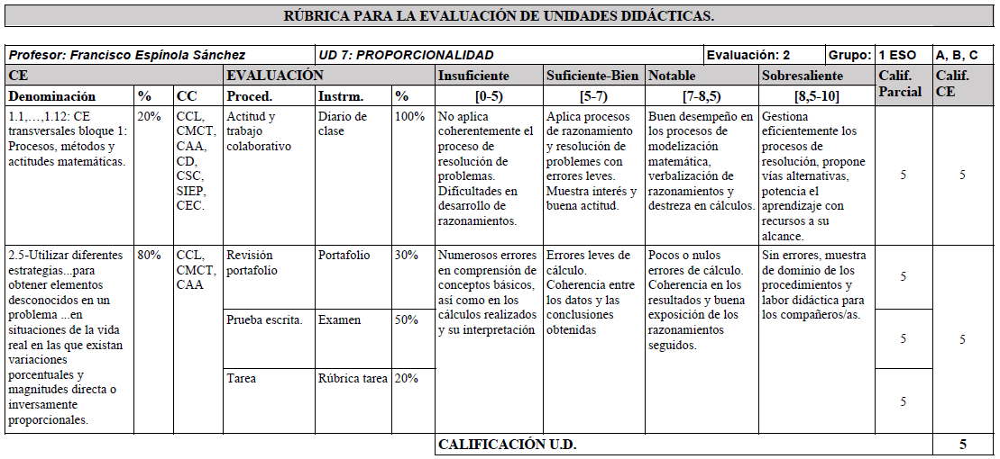 RÚBRICA PARA LA EVALUACIÓN DE UNIDADES DIDÁCTICAS.
Profesor: Francisco Espínola Sánchez
UD 7: PROPORCIONALIDAD
Evaluación: 2
Grupo:
1 ESO
A, B, C
CE
EVALUACIÓN
Insuficiente
Suficiente-Bien
Notable
Sobresaliente
Calif.
Parcial
Calif.
CE
Denominación
%
CC
Proced.
Instrm.
%
[0-5)
[5-7)
[7-8,5)
[8,5-10]
1.1,…,1.12: CE
transversales bloque 1:
Procesos, métodos y
actitudes matemáticas.
20%
CCL,
CMCT,
CAA,
CD,
CSC,
SIEP,
CEC.
Actitud y
trabajo
colaborativo
Diario de
clase
100%
No aplica
coherentemente el
proceso de
resolución de
problemas.
Dificultades en
desarrollo de
razonamientos.
Aplica procesos
de razonamiento
y resolución de
problemes con
errores leves.
Muestra interés y
buena actitud.
Buen desempeño en
los procesos de
modelización
matemática,
verbalización de
razonamientos y
destreza en cálculos.
Gestiona
eficientemente los
procesos de
resolución, propone
vías alternativas,
potencia el
aprendizaje con
recursos a su
alcance.
5
5
2.5-Utilizar diferentes
estrategias...para
obtener elementos
desconocidos en un
problema ...en
situaciones de la vida
real en las que existan
variaciones
porcentuales y
magnitudes directa o
inversamente
proporcionales.
80%
CCL,
CMCT,
CAA
Revisión
portafolio
Portafolio
30%
Numerosos errores
en comprensión de
conceptos básicos,
así como en los
cálculos realizados
y su interpretación
Errores leves de
cálculo.
Coherencia entre
los datos y las
conclusiones
obtenidas
Pocos o nulos
errores de cálculo.
Coherencia en los
resultados y buena
exposición de los
razonamientos
seguidos.
Sin errores, muestra
de dominio de los
procedimientos y
labor didáctica para
los compañeros/as.
5
5
Prueba escrita.
Examen
50%
5
Tarea
Rúbrica tarea
20%
5
CALIFICACIÓN U.D.
5